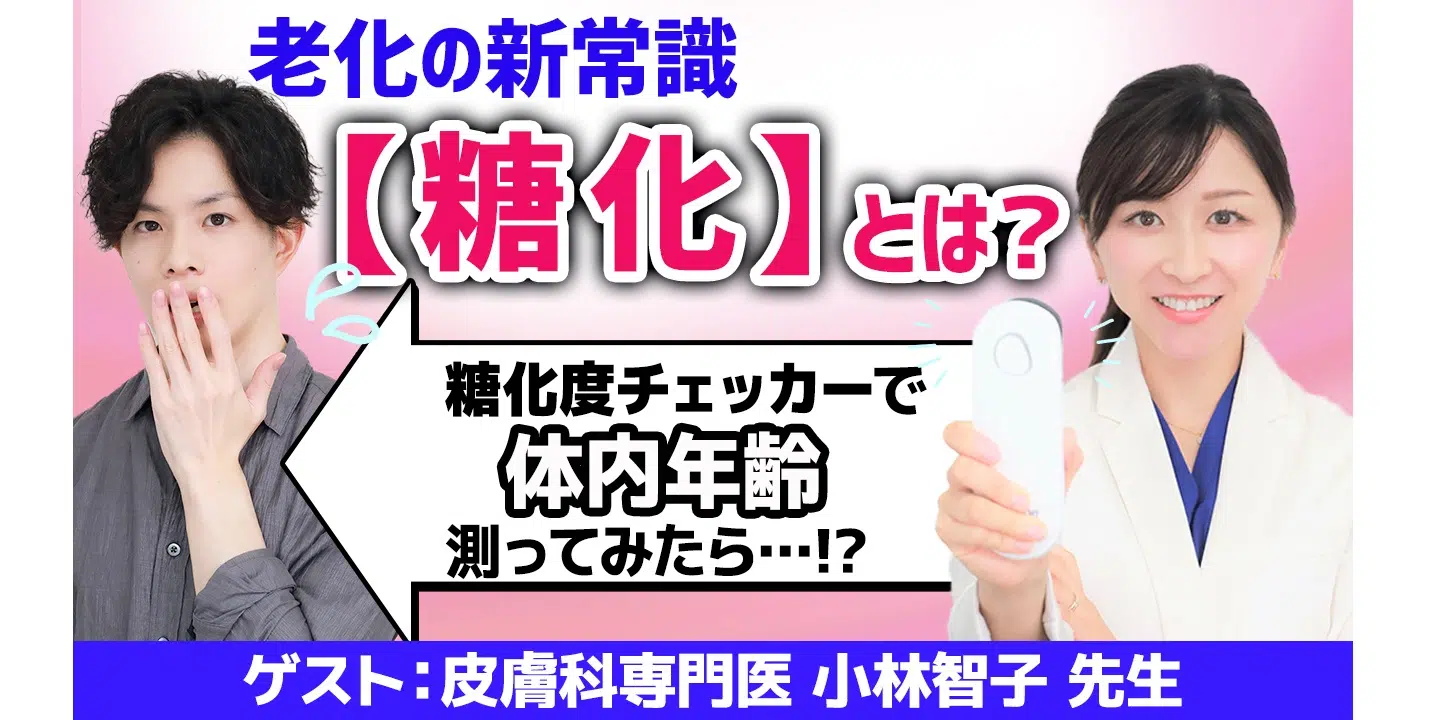 老化の新常識
【糖化】とは？
糖化度チェッカーで
体内年齢
測ってみたら…!?
ゲスト：皮膚科専門医 小林智子 先生